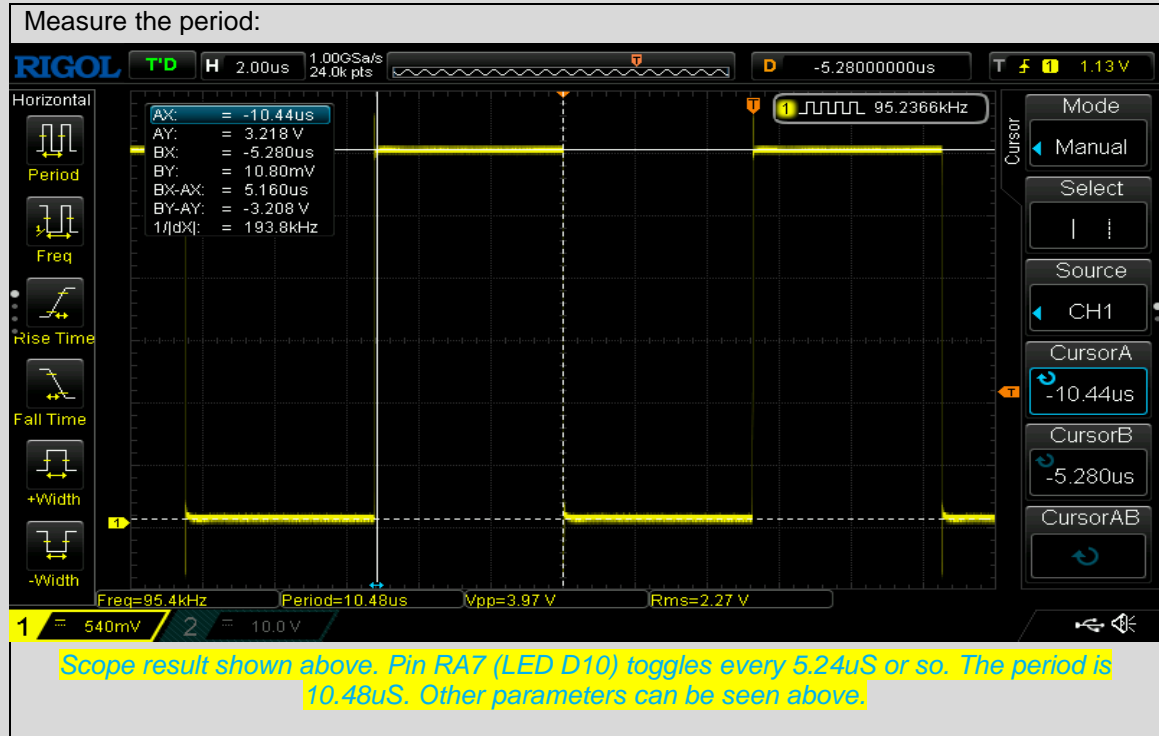 Measure the period:
RIGOL T'D H 2.00us 1.00GSa/s 24.0k pts T D -5.28000000us T 1 1.13 V
Horizontal
Period
Freq
Rise Time
Fall Time
+Width
-Width
AX: = -10.44us
AY: = 3.218 V
BX: = -5.280us
BY: = 10.80mV
BX-AX: = 5.160us
BY-AY: = -3.208 V
1/|dX|: = 193.8kHz
T 1 95.2366kHz
T
1
Cursor
Mode
Manual
Select
Source
CH1
CursorA
-10.44us
CursorB
-5.280us
CursorAB
Freq=95.4kHz Period=10.48us Vpp=3.97 V Rms=2.27 V
1 = 540mV 2 = 10.0 V
Scope result shown above. Pin RA7 (LED D10) toggles every 5.24uS or so. The period is
10.48uS. Other parameters can be seen above.